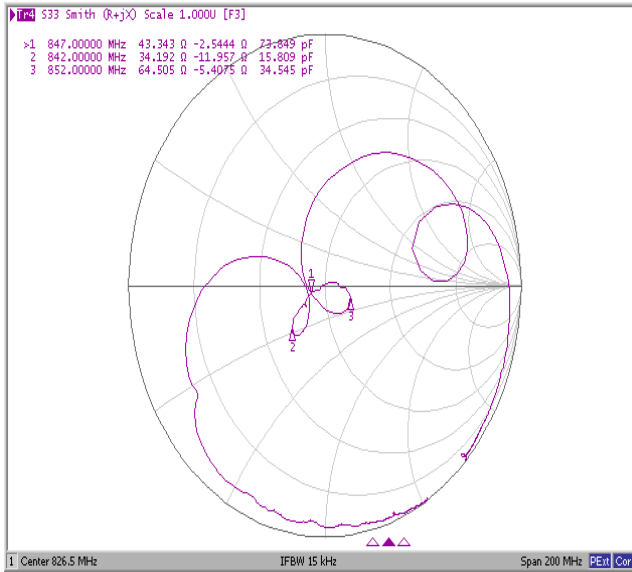 Tr4 S33 Smith (R+jX) Scale 1.000U [F3]
>1 847.00000 MHz 43.343 Ω -2.5444 Ω 73.849 pF
2 842.00000 MHz 34.192 Ω -11.957 Ω 15.809 pF
3 852.00000 MHz 64.505 Ω -5.4075 Ω 34.545 pF
1
3
2
1 Center 826.5 MHz IFBW 15 kHz Span 200 MHz PExt Cor